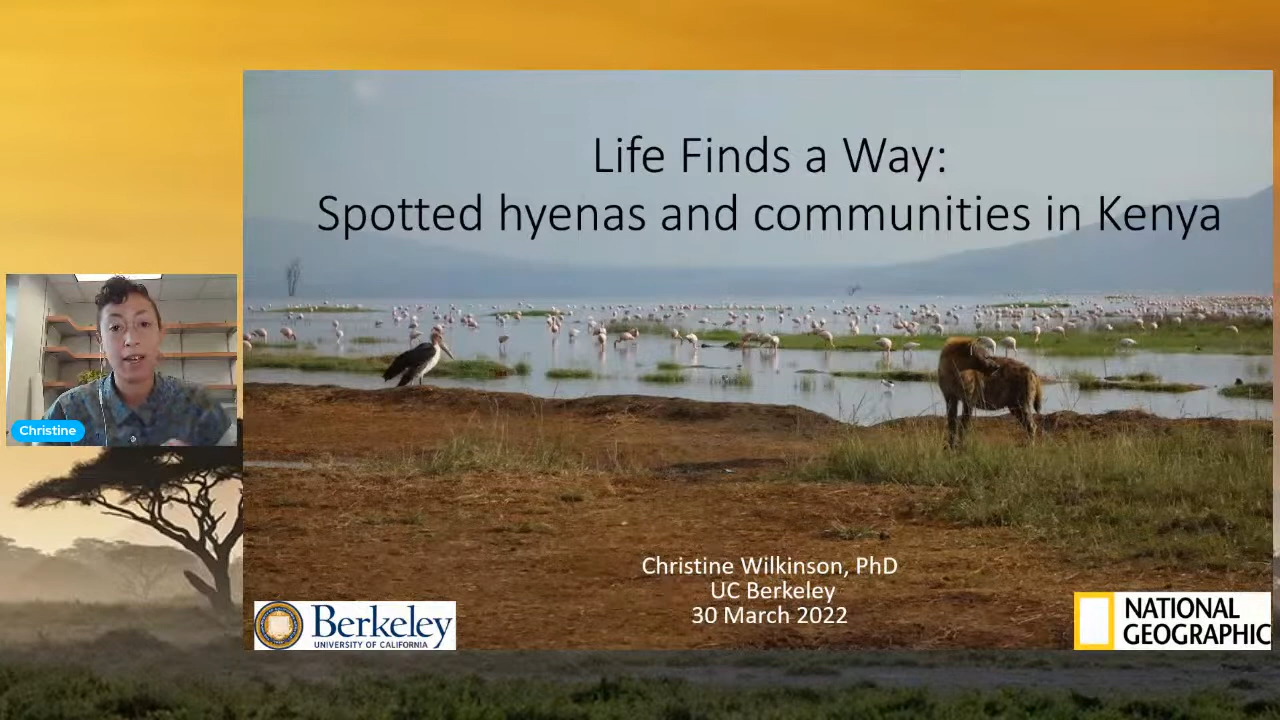 Life Finds a Way:
Spotted hyenas and communities in Kenya
Christine
Christine Wilkinson, PhD
UC Berkeley
30 March 2022
Berkeley
UNIVERSITY OF CALIFORNIA
NATIONAL
GEOGRAPHIC